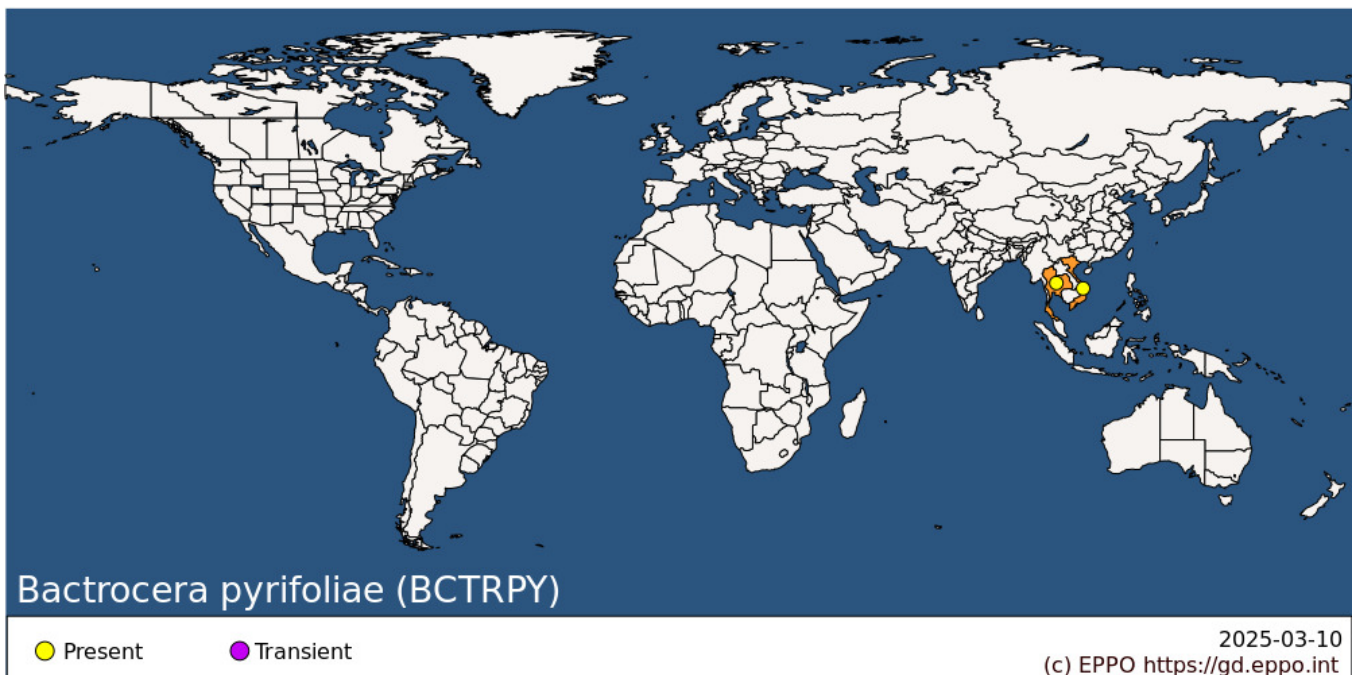 Bactrocera pyrifoliae (BCTRPY)
Present
Transient
2025-03-10
(c) EPPO https://gd.eppo.int